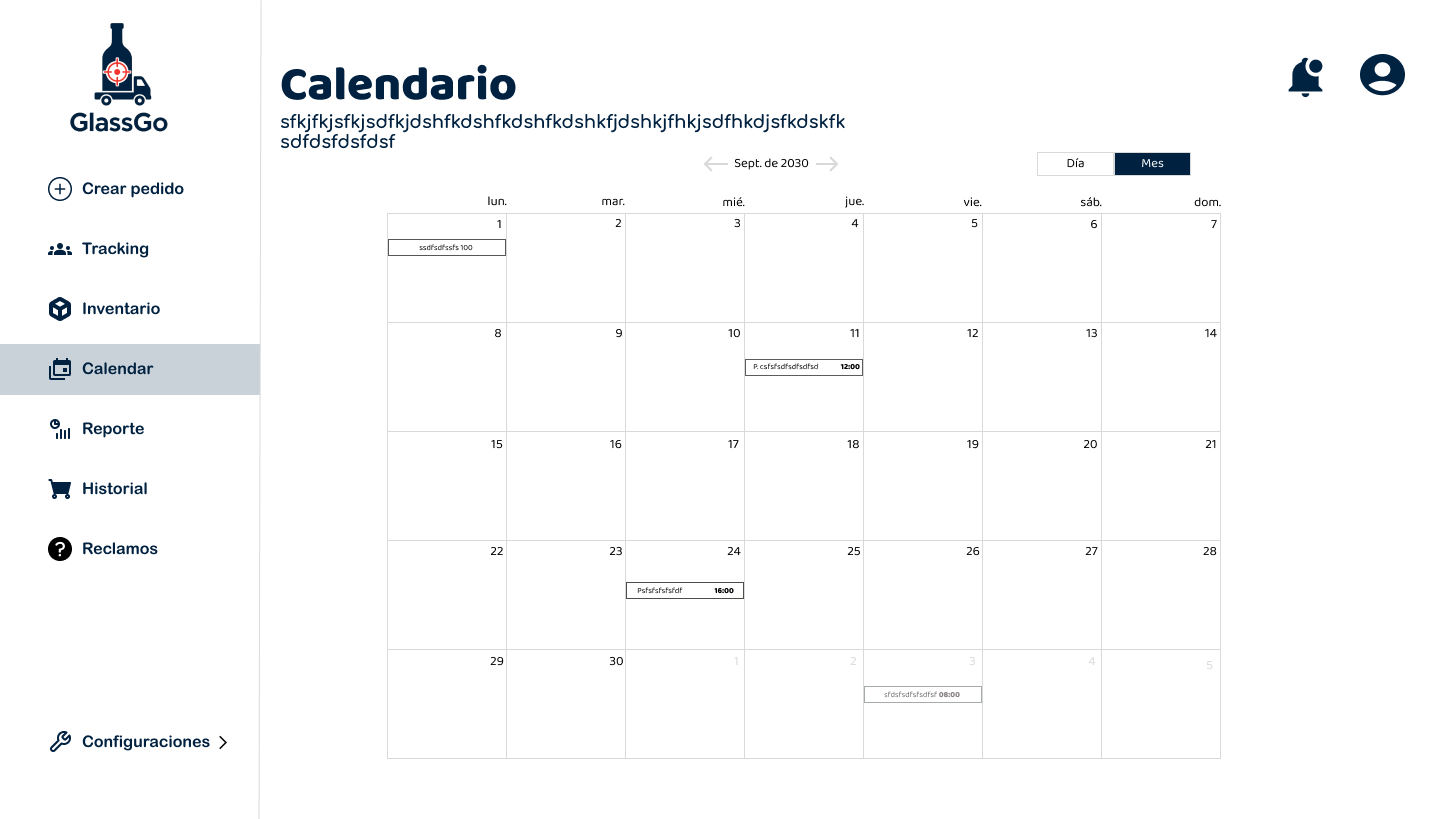 GlassGo
Crear pedido
Tracking
Inventario
Calendar
Reporte
Historial
Reclamos
Configuraciones
Calendario
sfkjfkjsfkjsdfkjdshfkdshfkdshfkdshkfjdshkjfhkjsdfhkdjsfkdskfk
sdfdsfdsfdsf
Sept. de 2030
Día Mes
lun. mar. mié. jue. vie. sáb. dom.
1 2 3 4 5 6 7
ssdfsdfssfs 100
8 9 10 11 12 13 14
P. csfsfsdfsdfsdfsd 12:00
15 16 17 18 19 20 21
22 23 24 25 26 27 28
Psfsfsfsfsfdf 16:00
29 30 1 2 3 4 5
sfdsfsdfsfsdfsf 08:00